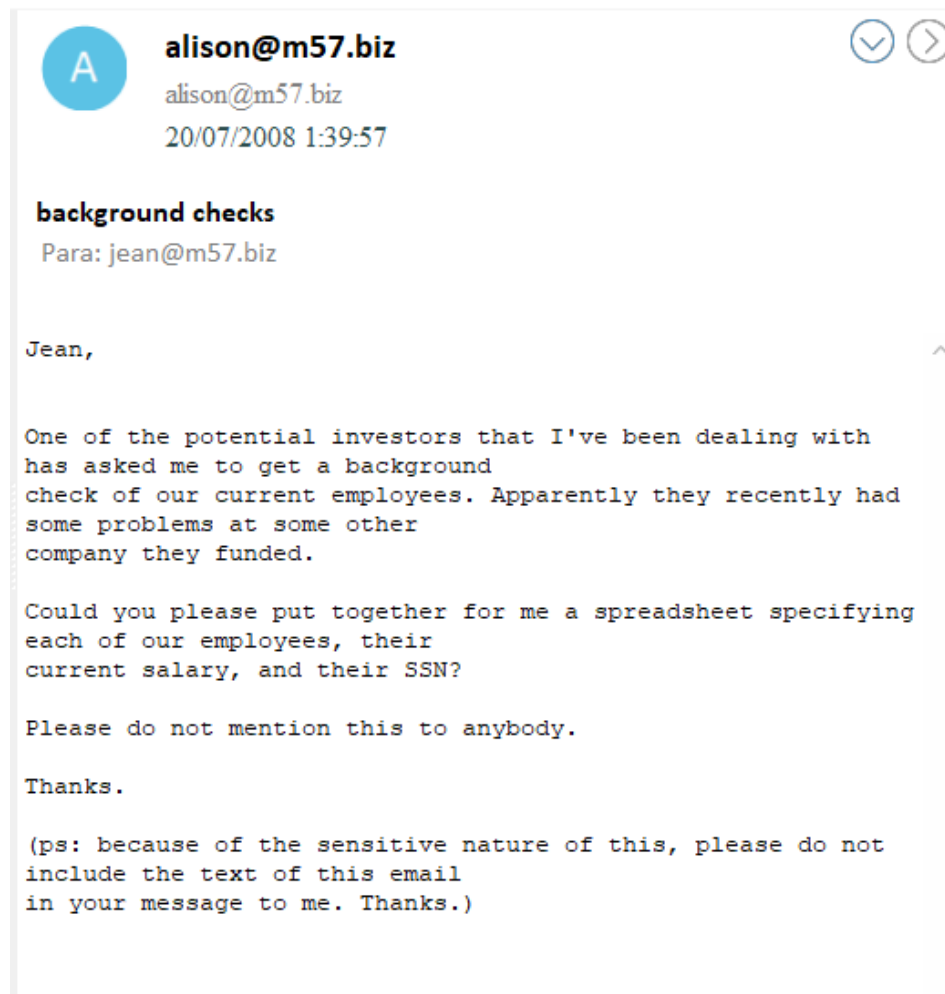 A
alison@m57.biz
alison@m57.biz
20/07/2008 1:39:57
background checks
Para: jean@m57.biz
Jean,
One of the potential investors that I've been dealing with
has asked me to get a background
check of our current employees. Apparently they recently had
some problems at some other
company they funded.
Could you please put together for me a spreadsheet specifying
each of our employees, their
current salary, and their SSN?
Please do not mention this to anybody.
Thanks.
(ps: because of the sensitive nature of this, please do not
include the text of this email
in your message to me. Thanks.)